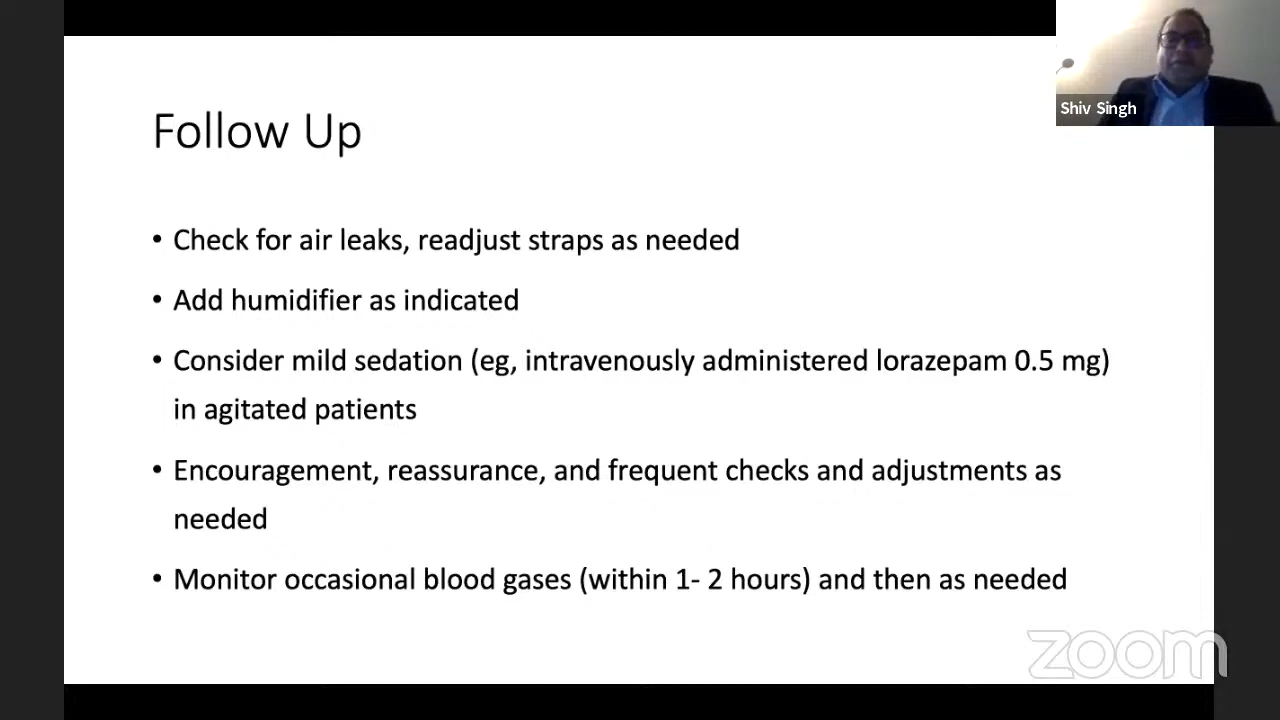 Shiv Singh
Follow Up
• Check for air leaks, readjust straps as needed
• Add humidifier as indicated
• Consider mild sedation (eg, intravenously administered lorazepam 0.5 mg)
in agitated patients
• Encouragement, reassurance, and frequent checks and adjustments as
needed
• Monitor occasional blood gases (within 1- 2 hours) and then as needed
zoom